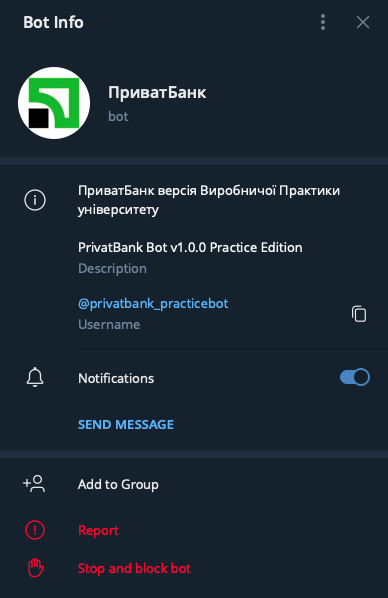 Bot Info
ПриватБанк
bot
ПриватБанк версія Виробничої Практики
університету
PrivatBank Bot v1.0.0 Practice Edition
Description
@privatbank_practicebot
Username
Notifications
SEND MESSAGE
Add to Group
Report
Stop and block bot